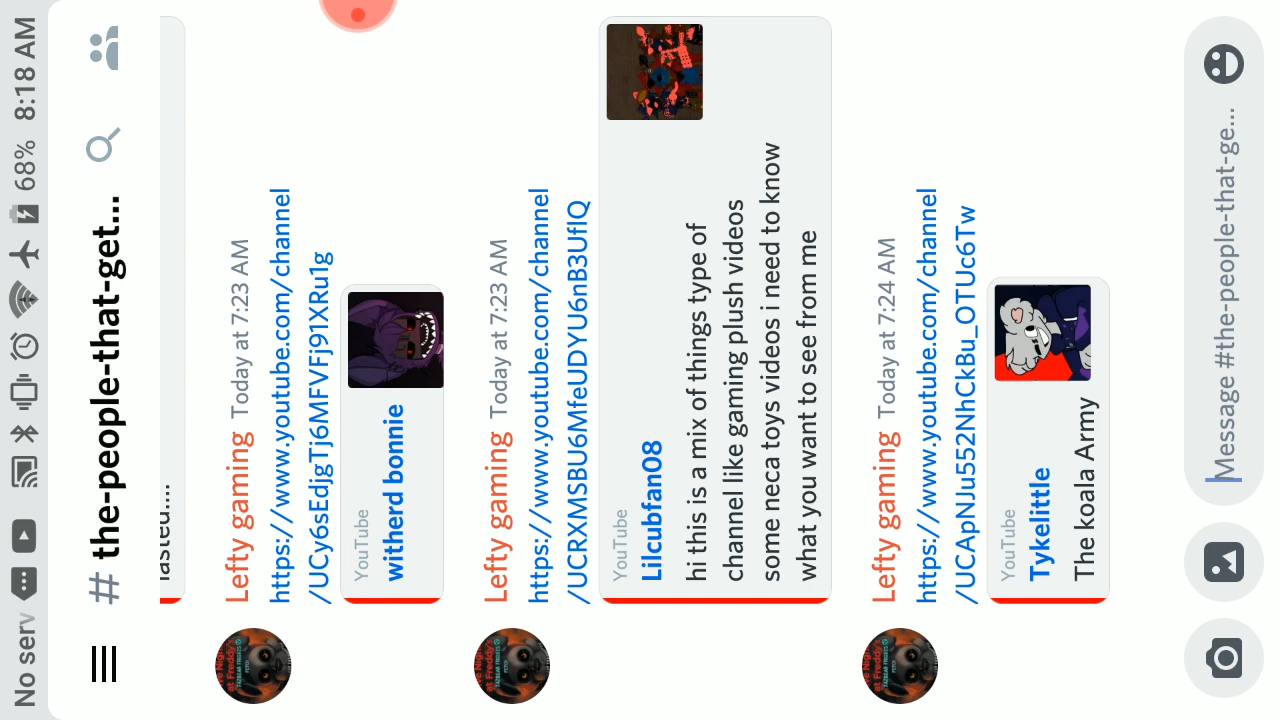 No serv 68% 8:18 AM
# the-people-that-get...
lasted....
Lefty gaming Today at 7:23 AM
https://www.youtube.com/channel
/UCy6sEdjgTj6MFVFj91XRu1g
YouTube
witherd bonnie
Lefty gaming Today at 7:23 AM
https://www.youtube.com/channel
/UCRXMSBU6MfeUDYU6nB3UfIQ
YouTube
Lilcubfan08
hi this is a mix of things type of
channel like gaming plush videos
some neca toys videos i need to know
what you want to see from me
Lefty gaming Today at 7:24 AM
https://www.youtube.com/channel
/UCApNJu552NhCkBu_OTUc6Tw
YouTube
Tykelittle
The koala Army
Message #the-people-that-ge...